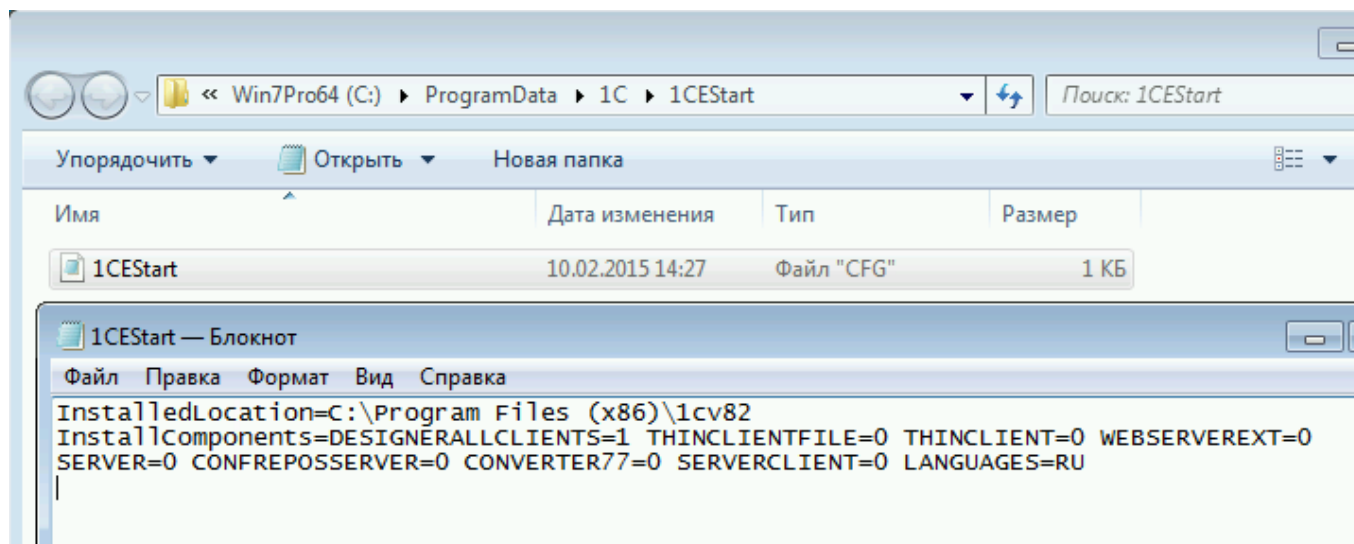 « Win7Pro64 (C:) ▸ ProgramData ▸ 1C ▸ 1CEStart
Поиск: 1CEStart
Упорядочить ▾ Открыть ▾ Новая папка
Имя Дата изменения Тип Размер
1CEStart 10.02.2015 14:27 Файл "CFG" 1 КБ
1CEStart — Блокнот
Файл Правка Формат Вид Справка
InstalledLocation=C:\Program Files (x86)\1cv82
InstallComponents=DESIGNERALLCLIENTS=1 THINCLIENTFILE=0 THINCLIENT=0 WEBSERVEREXT=0
SERVER=0 CONFREPOSSERVER=0 CONVERTER77=0 SERVERCLIENT=0 LANGUAGES=RU